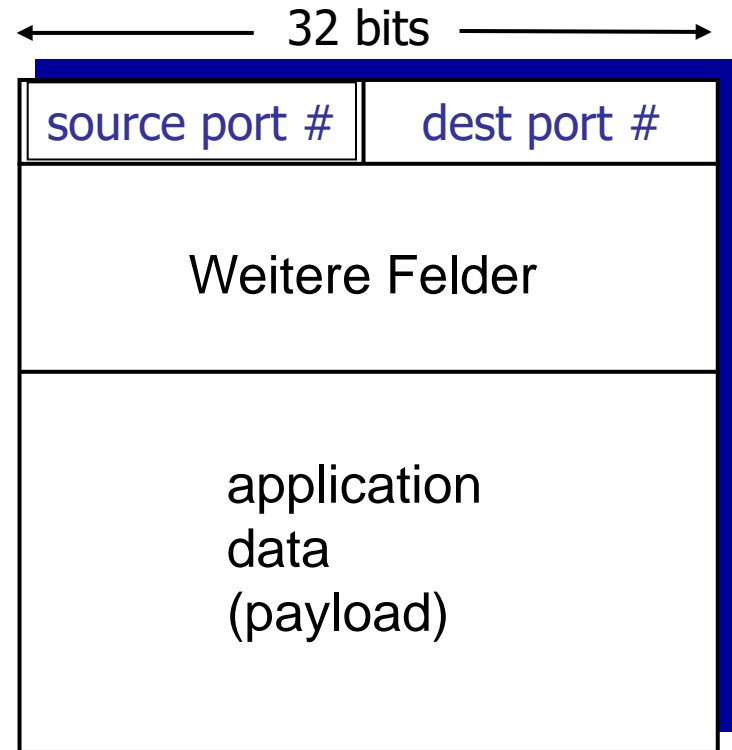 32 bits
source port #
dest port #
Weitere Felder
application
data
(payload)